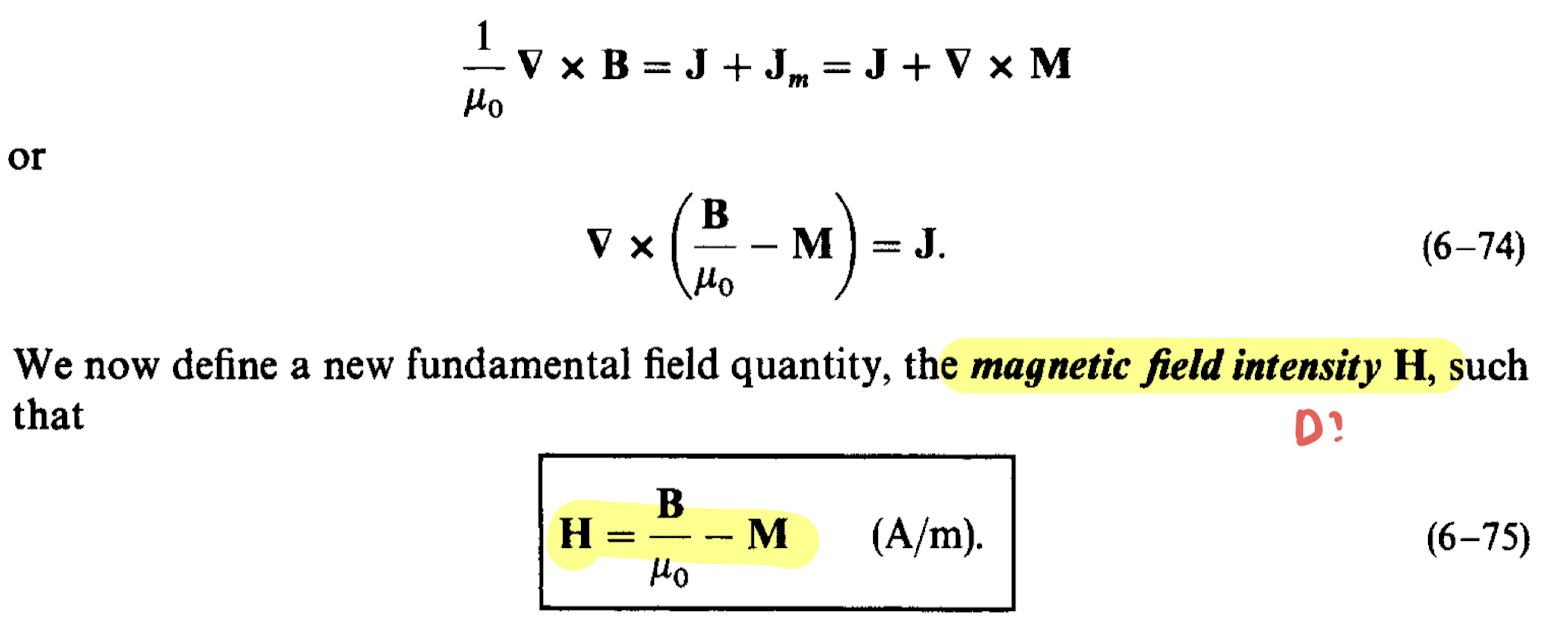 1/μ₀ ∇ × B = J + Jₘ = J + ∇ × M
or
∇ × (B/μ₀ − M) = J. (6–74)
We now define a new fundamental field quantity, the magnetic field intensity H, such
that
D?
H = B/μ₀ − M (A/m). (6–75)